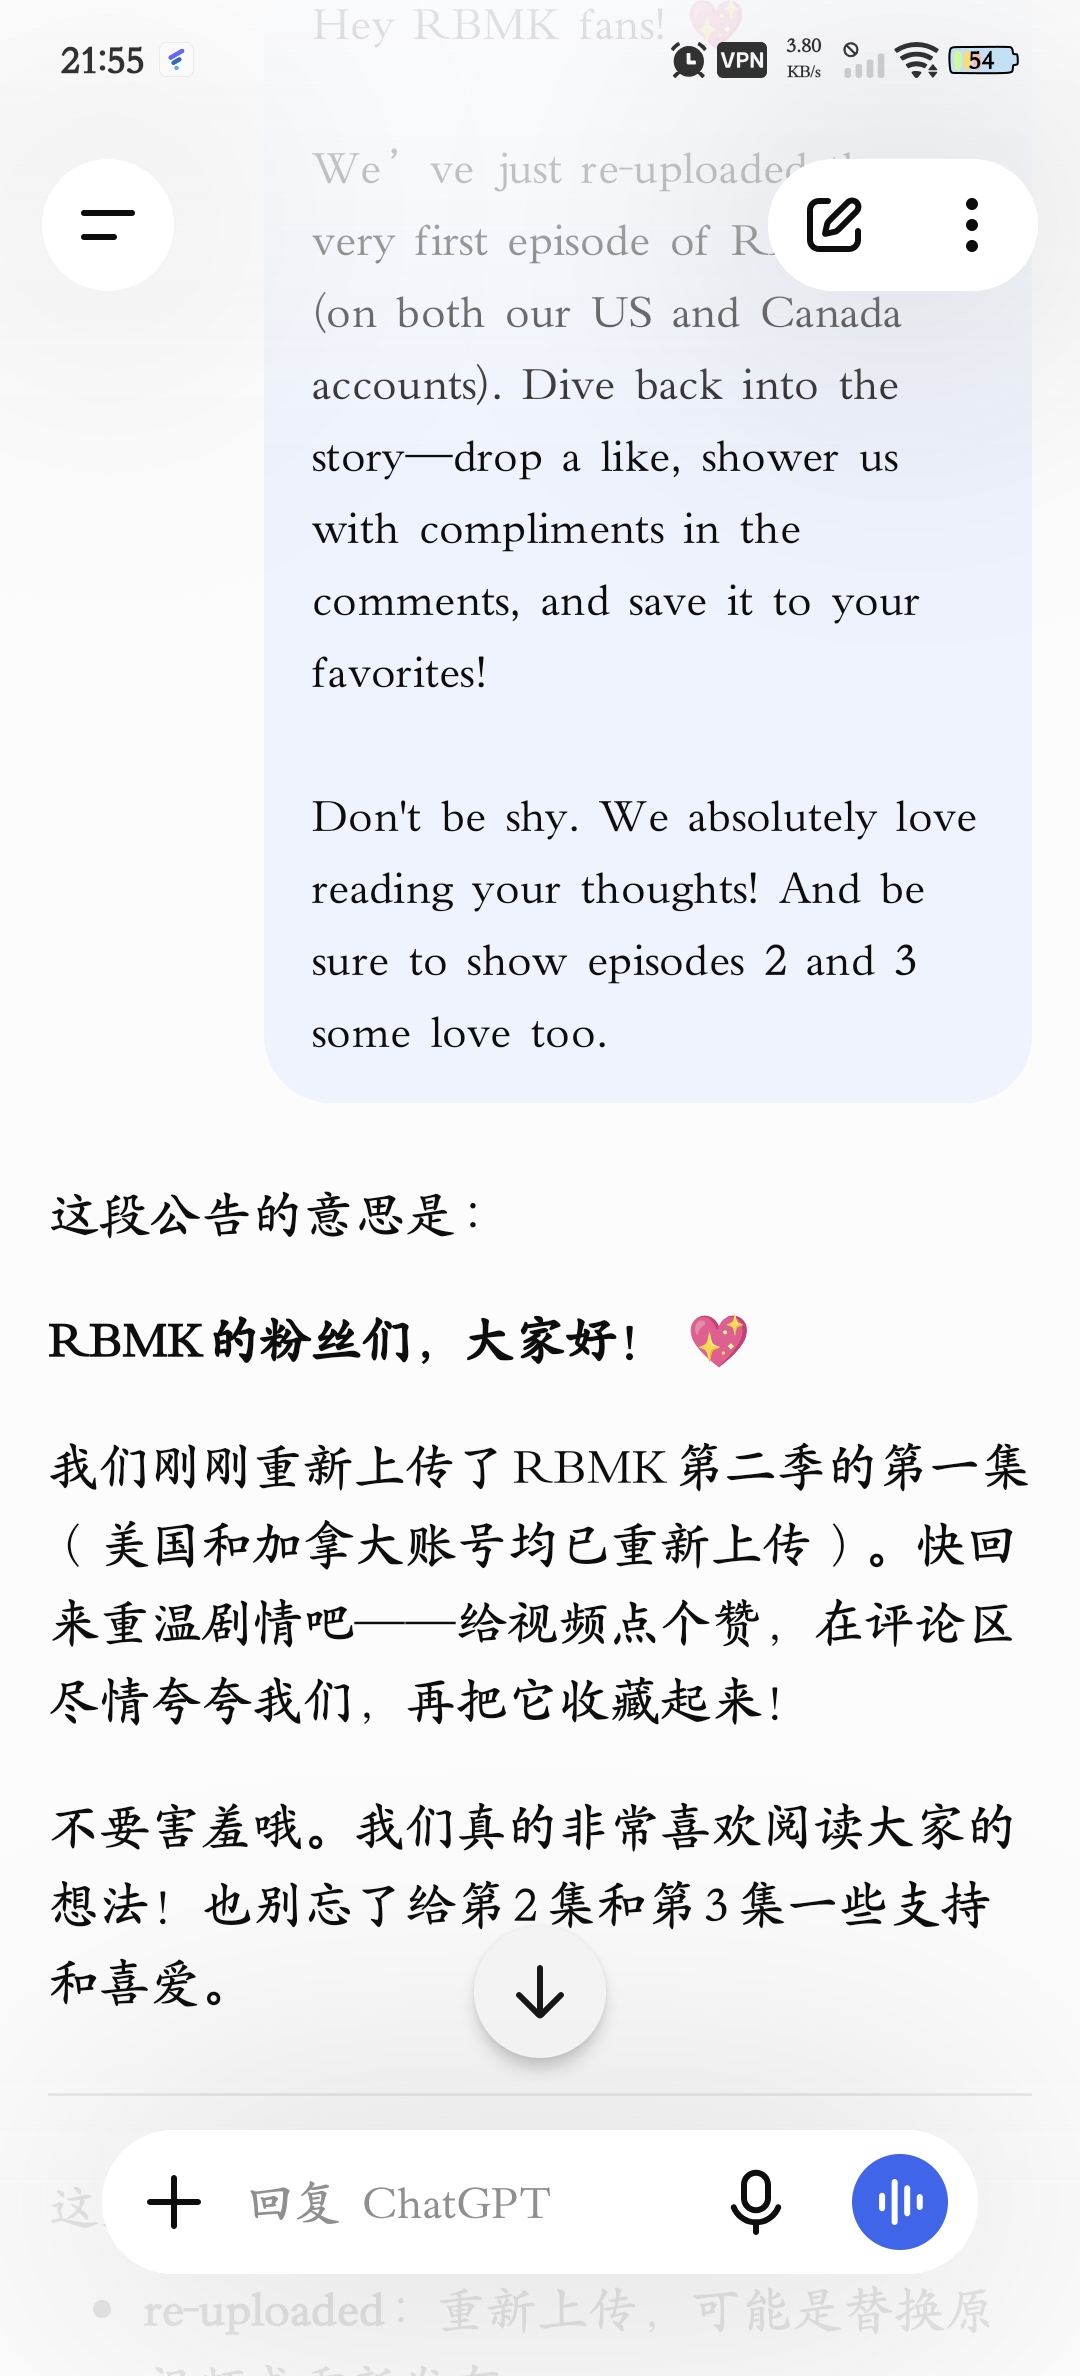 Hey RBMK fans! 💖
21:55
VPN
3.80
KB/s
54
We’ve just re-uploaded
very first episode of
(on both our US and Canada
accounts). Dive back into the
story—drop a like, shower us
with compliments in the
comments, and save it to your
favorites!
Don't be shy. We absolutely love
reading your thoughts! And be
sure to show episodes 2 and 3
some love too.
这段公告的意思是：
RBMK的粉丝们，大家好！ 💖
我们刚刚重新上传了RBMK第二季的第一集
（美国和加拿大账号均已重新上传）。快回
来重温剧情吧——给视频点个赞，在评论区
尽情夸夸我们，再把它收藏起来！
不要害羞哦。我们真的非常喜欢阅读大家的
想法！也别忘了给第2集和第3集一些支持
和喜爱。
这
回复 ChatGPT
re-uploaded：重新上传，可能是替换原